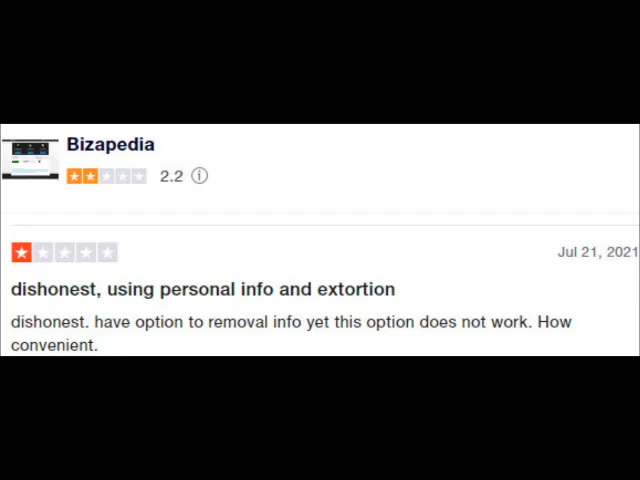 Bizapedia
2.2
Jul 21, 2021
dishonest, using personal info and extortion
dishonest. have option to removal info yet this option does not work. How
convenient.